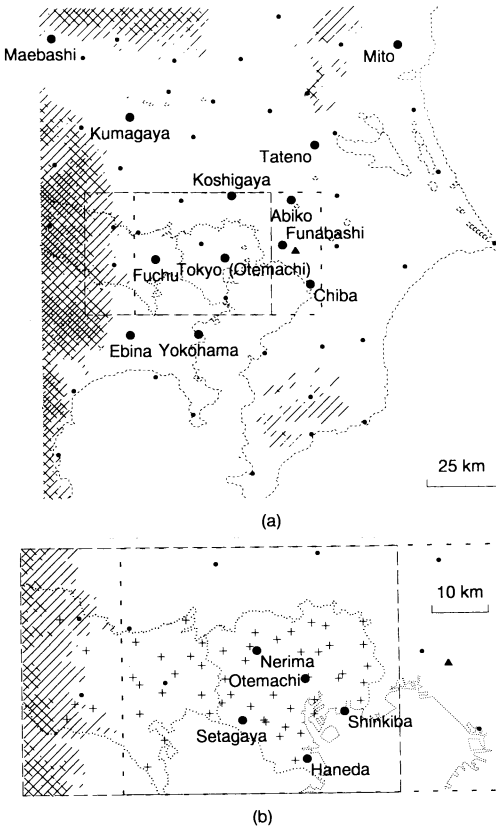 Maebashi
Mito
Kumagaya
Tateno
Koshigaya
Abiko
Funabashi
Fuchu
Tokyo (Otemachi)
Chiba
Ebina
Yokohama
25 km
(a)
10 km
Nerima
Otemachi
Shinkiba
Setagaya
Haneda
(b)